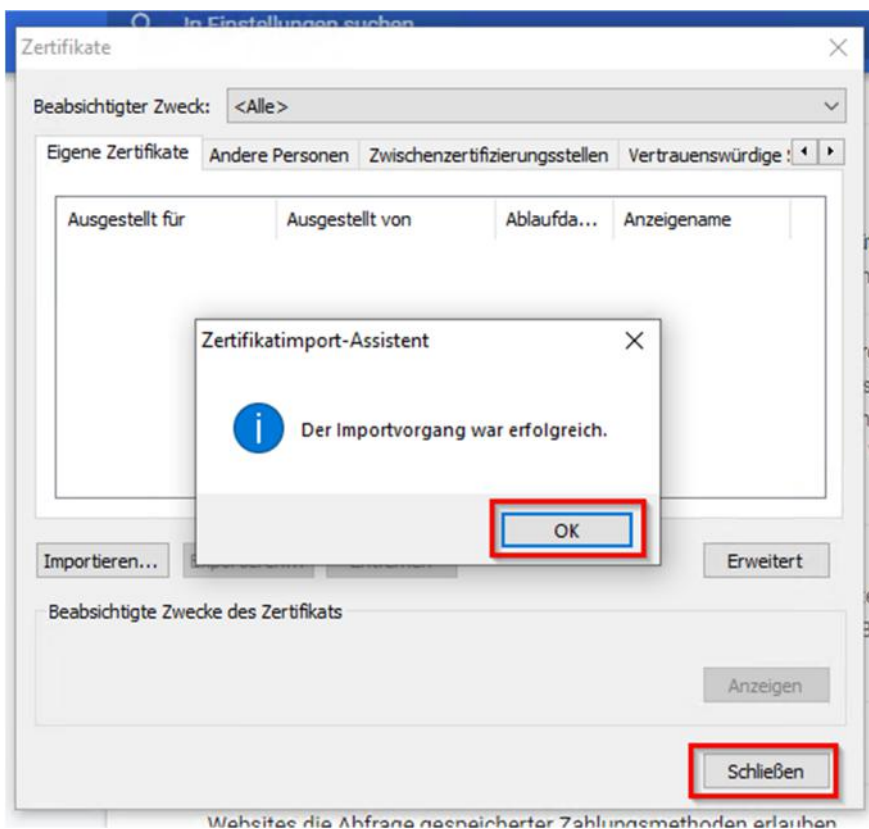 In Einstellungen suchen
Zertifikate
Beabsichtigter Zweck: <Alle>
Eigene Zertifikate Andere Personen Zwischenzertifizierungsstellen Vertrauenswürdige
Ausgestellt für Ausgestellt von Ablaufda... Anzeigename
Zertifikatimport-Assistent
Der Importvorgang war erfolgreich.
OK
Importieren... Erweitert
Beabsichtigte Zwecke des Zertifikats
Anzeigen
Schließen
Websites die Abfrage gespeicherter Zahlungsmethoden erlauben